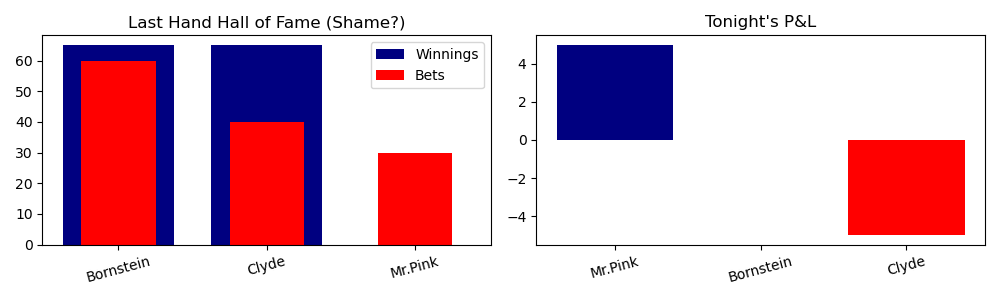 Last Hand Hall of Fame (Shame?)
Winnings
Bets
60
50
40
30
20
10
0
Bornstein
Clyde
Mr.Pink
Tonight's P&L
4
2
0
−2
−4
Mr.Pink
Bornstein
Clyde